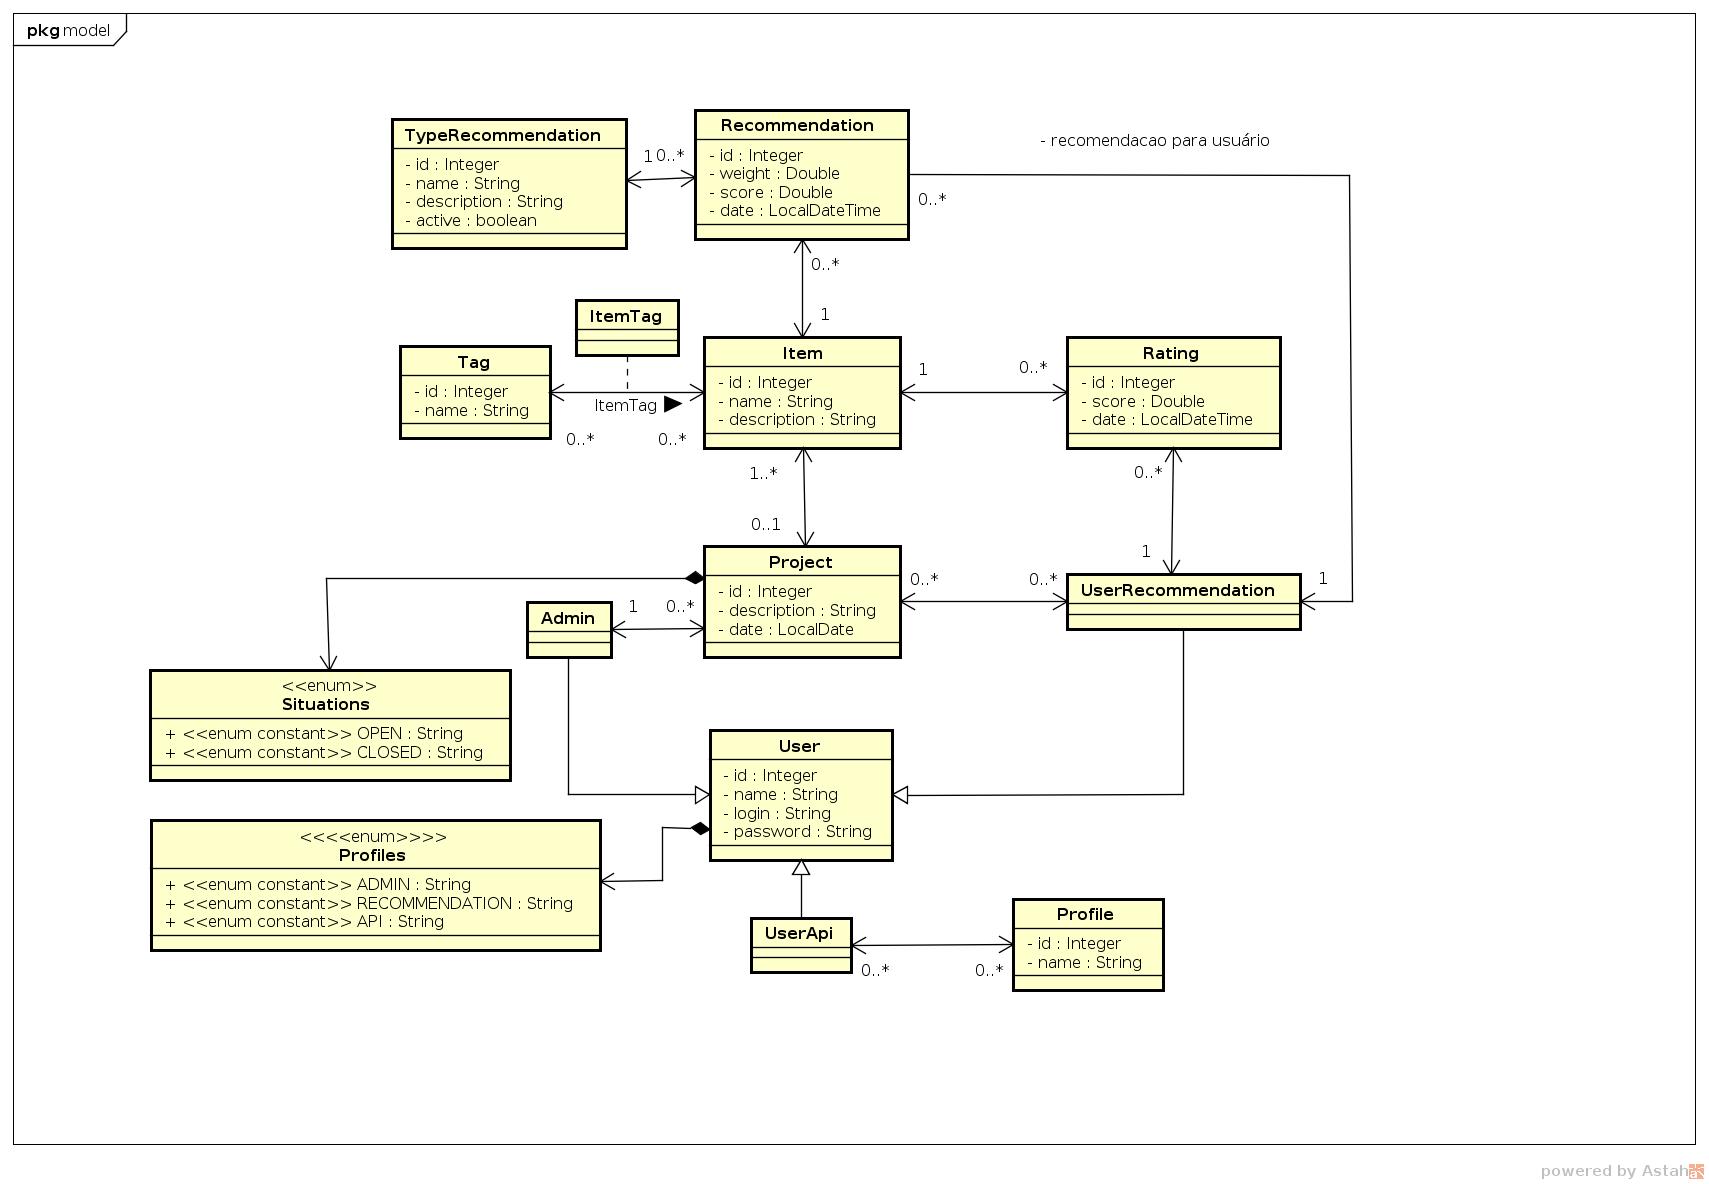 pkg model
TypeRecommendation
- id : Integer
- name : String
- description : String
- active : boolean
1
0..*
Recommendation
- id : Integer
- weight : Double
- score : Double
- date : LocalDateTime
- recomendacao para usuário
0..*
0..*
1
ItemTag
Tag
- id : Integer
- name : String
ItemTag
0..*
0..*
Item
- id : Integer
- name : String
- description : String
1
0..*
Rating
- id : Integer
- score : Double
- date : LocalDateTime
1..*
0..1
0..*
1
Project
- id : Integer
- description : String
- date : LocalDate
0..*
0..*
UserRecommendation
1
Admin
1
0..*
<<enum>>
Situations
+ <<enum constant>> OPEN : String
+ <<enum constant>> CLOSED : String
User
- id : Integer
- name : String
- login : String
- password : String
<<<<enum>>>>
Profiles
+ <<enum constant>> ADMIN : String
+ <<enum constant>> RECOMMENDATION : String
+ <<enum constant>> API : String
UserApi
0..*
0..*
Profile
- id : Integer
- name : String
powered by Astah